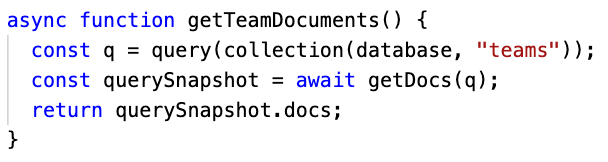 async function getTeamDocuments() {
  const q = query(collection(database, "teams"));
  const querySnapshot = await getDocs(q);
  return querySnapshot.docs;
}